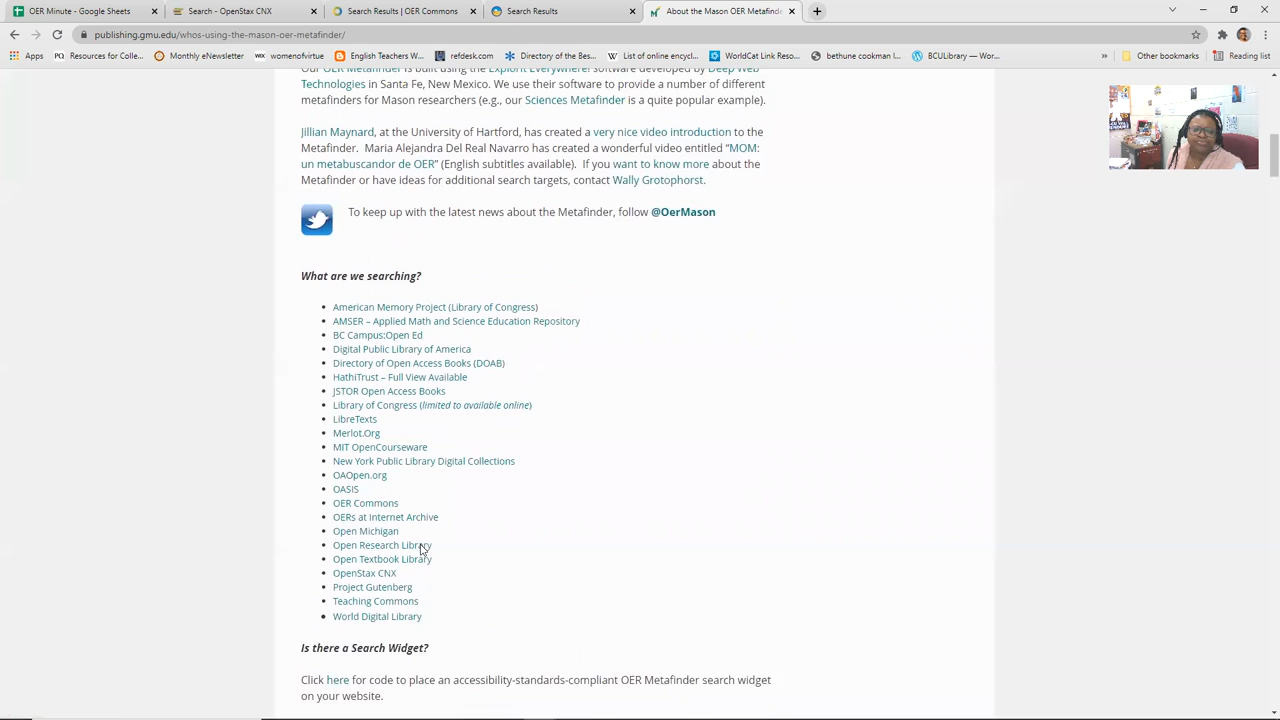 OER Minute - Google Sheets
Search - OpenStax CNX
Search Results | OER Commons
Search Results
About the Mason OER Metafinde
publishing.gmu.edu/whos-using-the-mason-oer-metafinder/
Apps
Resources for Colle...
Monthly eNewsletter
women of virtue
English Teachers W...
refdesk.com
Directory of the Bes...
List of online encycl...
WorldCat Link Reso...
bethune cookman l...
BCULibrary — Wor...
Other bookmarks
Reading list
Our OER Metafinder is built using the Explorit Everywhere! software developed by Deep Web
Technologies in Santa Fe, New Mexico. We use their software to provide a number of different
metafinders for Mason researchers (e.g., our Sciences Metafinder is a quite popular example).
Jillian Maynard, at the University of Hartford, has created a very nice video introduction to the
Metafinder. Maria Alejandra Del Real Navarro has created a wonderful video entitled “MOM:
un metabuscandor de OER” (English subtitles available). If you want to know more about the
Metafinder or have ideas for additional search targets, contact Wally Grotophorst.
To keep up with the latest news about the Metafinder, follow @OerMason
What are we searching?
American Memory Project (Library of Congress)
AMSER – Applied Math and Science Education Repository
BC Campus:Open Ed
Digital Public Library of America
Directory of Open Access Books (DOAB)
HathiTrust – Full View Available
JSTOR Open Access Books
Library of Congress (limited to available online)
LibreTexts
Merlot.Org
MIT OpenCourseware
New York Public Library Digital Collections
OAOpen.org
OASIS
OER Commons
OERs at Internet Archive
Open Michigan
Open Research Library
Open Textbook Library
OpenStax CNX
Project Gutenberg
Teaching Commons
World Digital Library
Is there a Search Widget?
Click here for code to place an accessibility-standards-compliant OER Metafinder search widget
on your website.